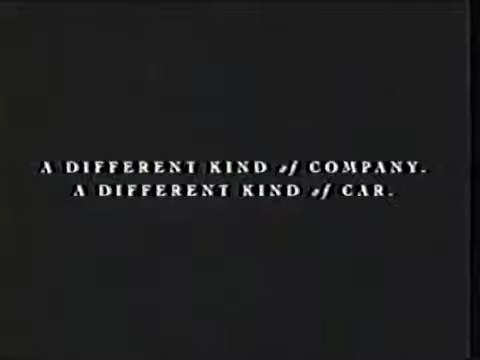 A DIFFERENT KIND of COMPANY.
A DIFFERENT KIND of CAR.